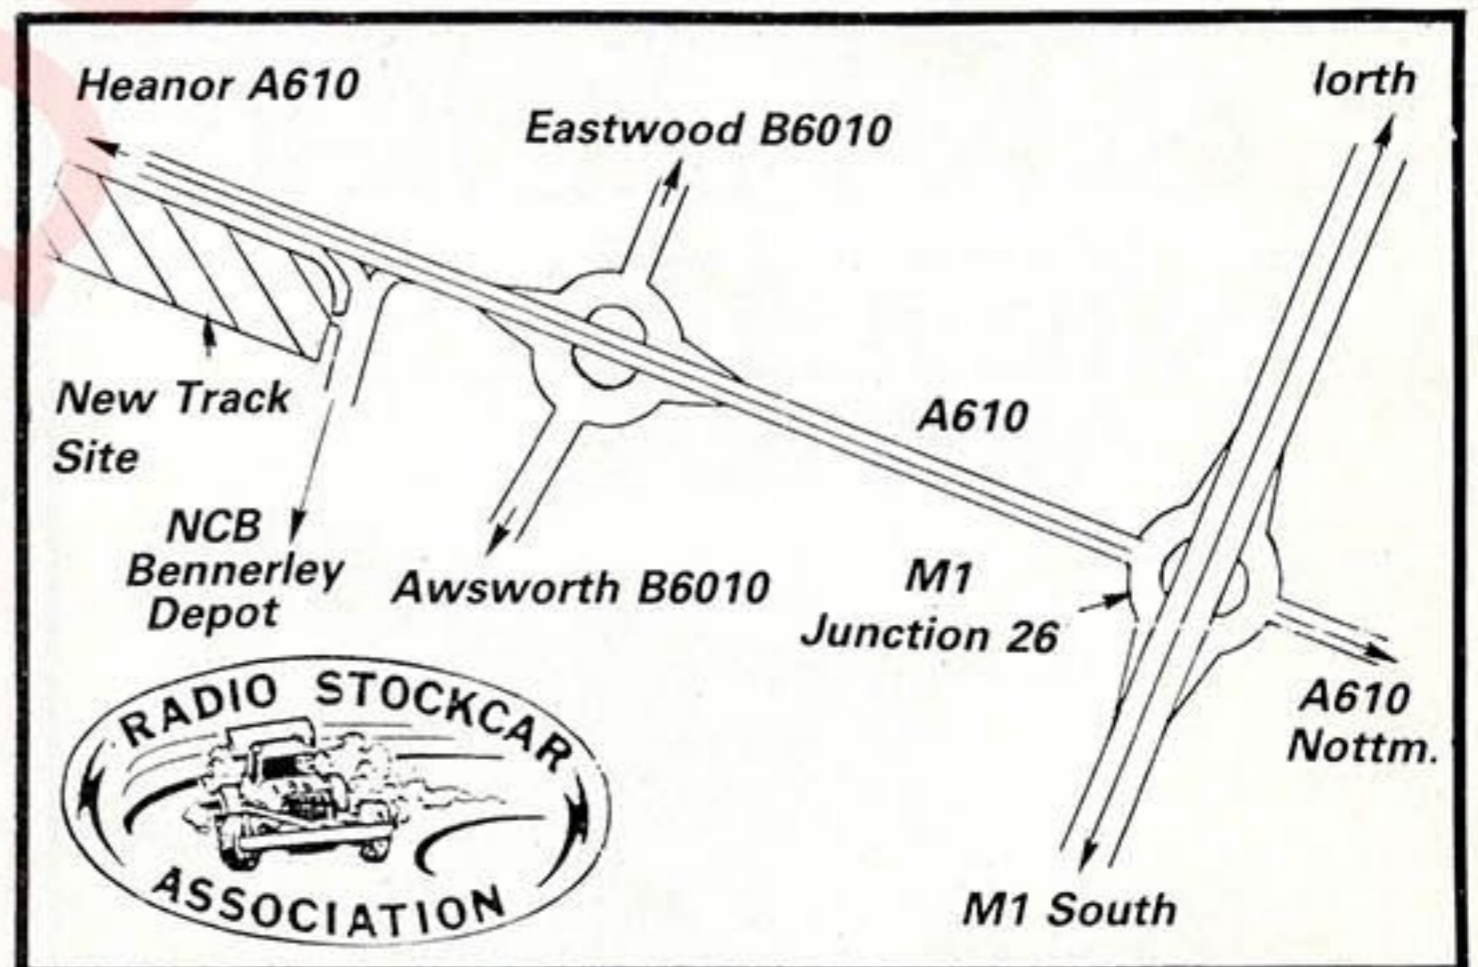 Heanor A610
lorth
Eastwood B6010
New Track
Site
A610
NCB
Bennerley
Depot
Awsworth B6010
M1
Junction 26
A610
Nottm.
M1 South
RADIO STOCKCAR
ASSOCIATION